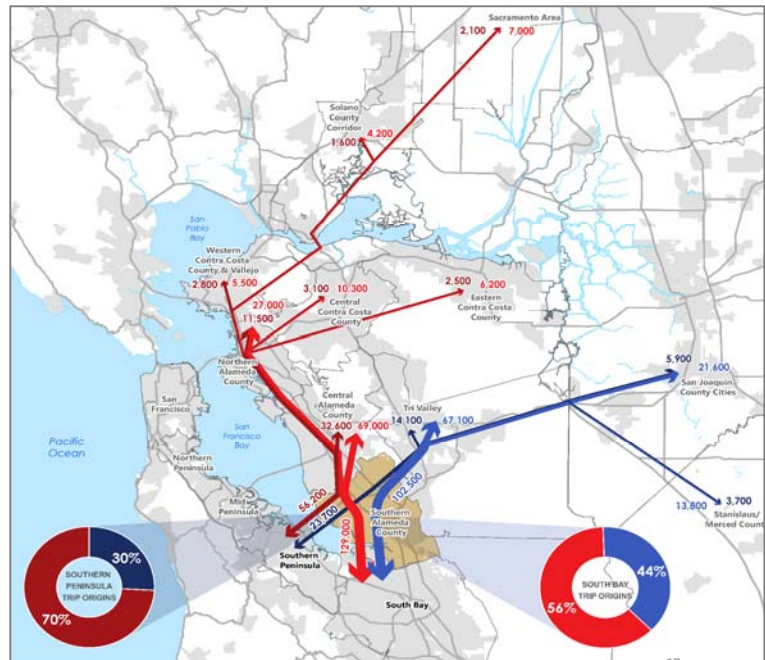 Sacramento Area
2,100 7,000
Solano
County
Corridor
1,600 4,200
San
Pablo
Bay
Western
Contra Costa
County & Vallejo
2,800 5,500
27,000
11,500
3,100 10,300
Central
Contra Costa
County
2,500 6,200
Eastern
Contra Costa
County
Northern
Alameda
County
San
Francisco
San
Francisco
Bay
Central
Alameda
County
32,600 69,000
Tri Valley
14,100 67,100
5,900 21,600
San Joaquin
County Cities
Pacific
Ocean
Northern
Peninsula
Mid
Peninsula
56,200
23,700
129,000
102,500
Southern
Alameda
County
13,800 3,700
Stanislaus/
Merced Count
Southern
Peninsula
South Bay
30%
SOUTHERN
PENINSULA
TRIP ORIGINS
70%
44%
SOUTH BAY
TRIP ORIGINS
56%